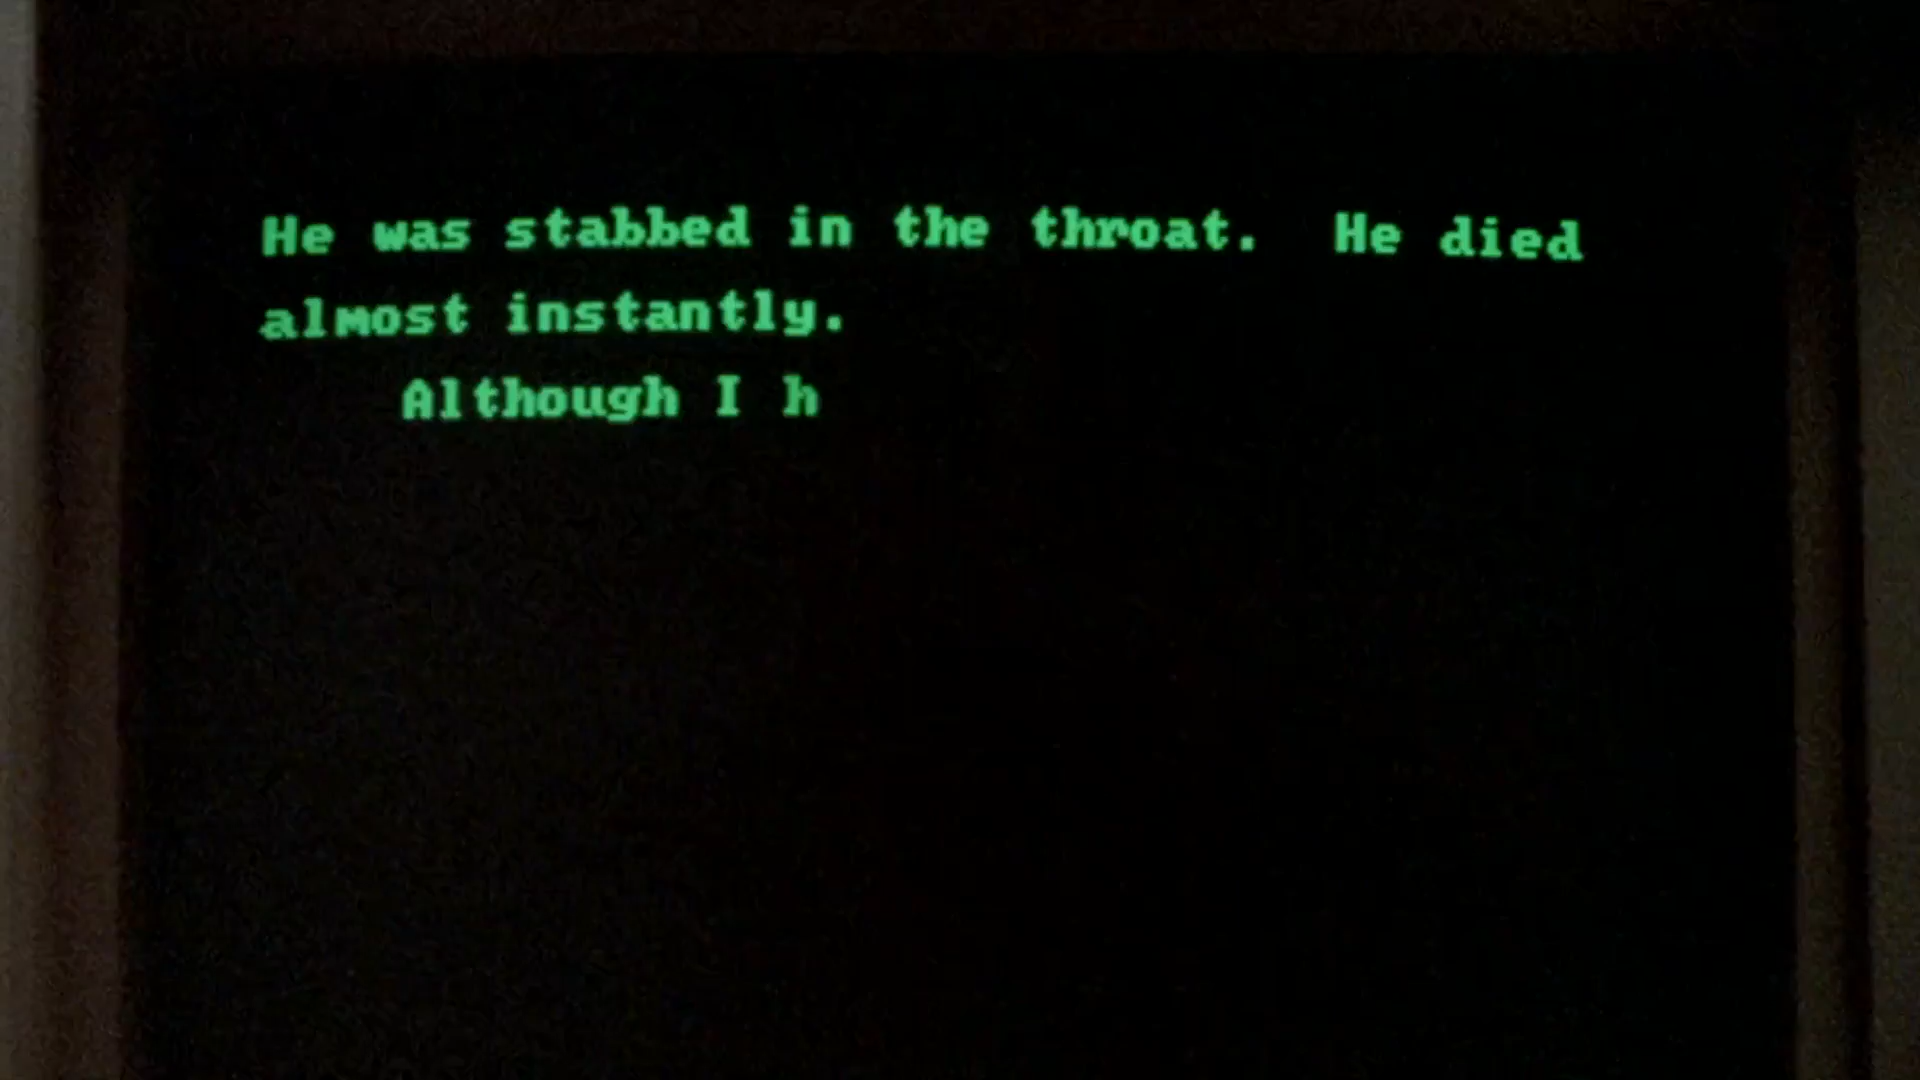 He was stabbed in the throat.  He died
almost instantly.
Although I h